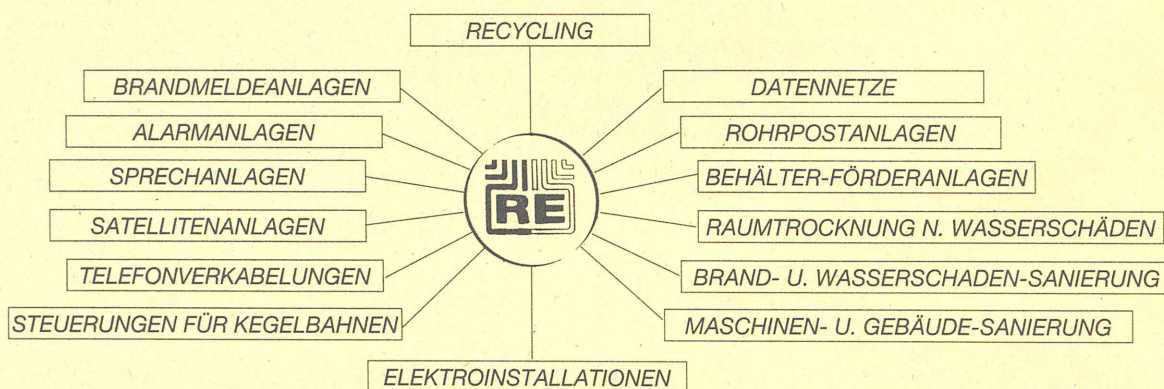 RECYCLING
BRANDMELDEANLAGEN
DATENNETZE
ALARMANLAGEN
ROHRPOSTANLAGEN
SPRECHANLAGEN
BEHÄLTER-FÖRDERANLAGEN
RE
SATELLITENANLAGEN
RAUMTROCKNUNG N. WASSERSCHÄDEN
TELEFONVERKABELUNGEN
BRAND- U. WASSERSCHADEN-SANIERUNG
STEUERUNGEN FÜR KEGELBAHNEN
MASCHINEN- U. GEBÄUDE-SANIERUNG
ELEKTROINSTALLATIONEN